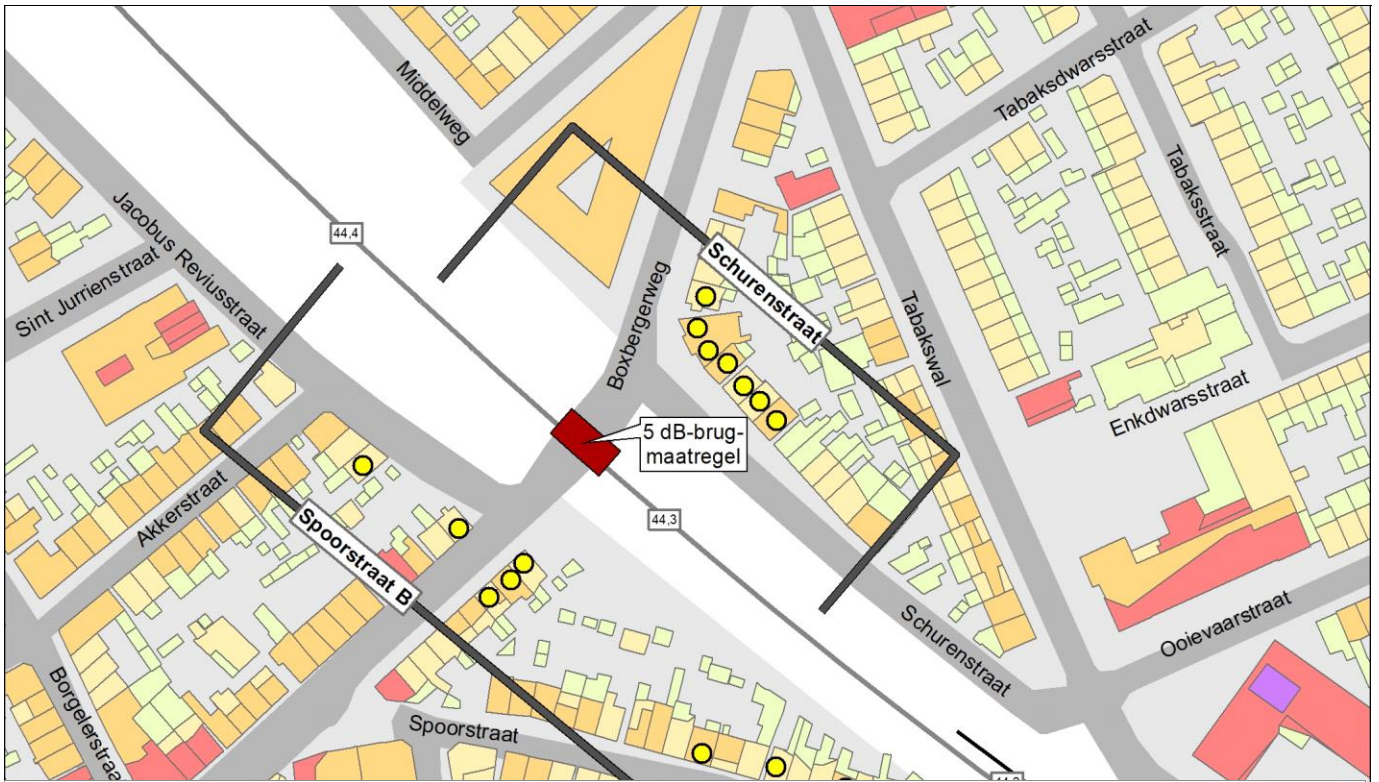 Middelweg
Tabaksdwarsstraat
Tabaksstraat
44,4
Jacobus Reviusstraat
Sint Jurrienstraat
Schurenstraat
Boxbergerweg
Tabakswal
Enkdwarsstraat
5 dB-brug-
maatregel
44,3
Akkerstraat
Spoorstraat B
Schurenstraat
Ooievaarstraat
Borgelerstraa
Spoorstraat